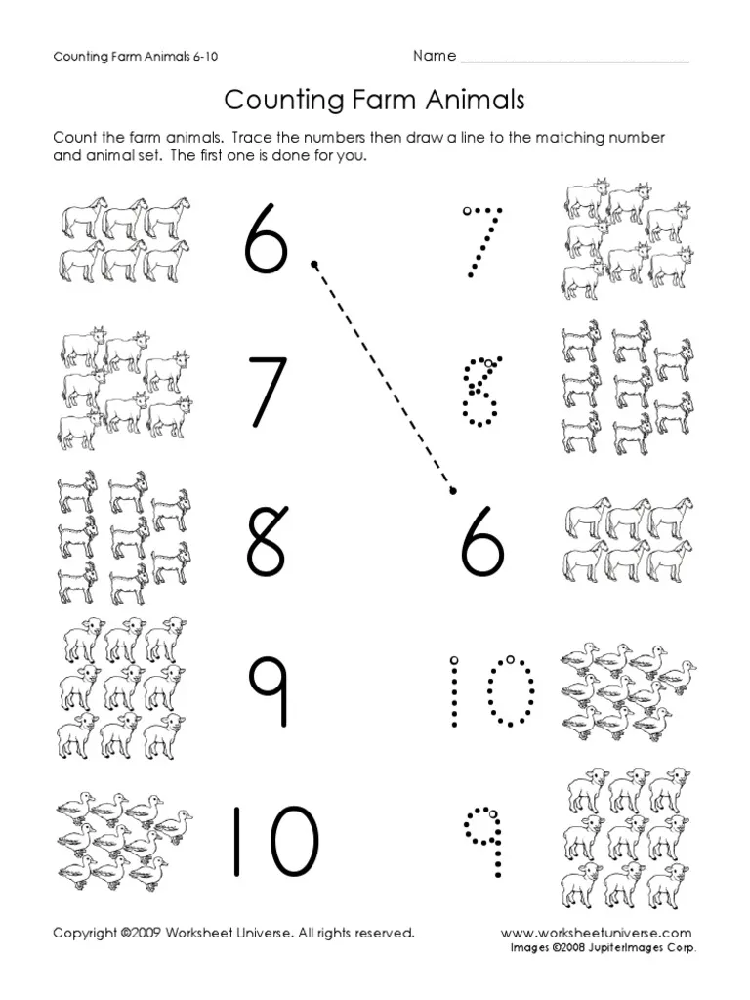 Counting Farm Animals 6-10 Name ______________________________
Counting Farm Animals
Count the farm animals. Trace the numbers then draw a line to the matching number
and animal set. The first one is done for you.
6 7
7 8
8 6
9 10
10 9
Copyright ©2009 Worksheet Universe. All rights reserved. www.worksheetuniverse.com
Images ©2008 JupiterImages Corp.